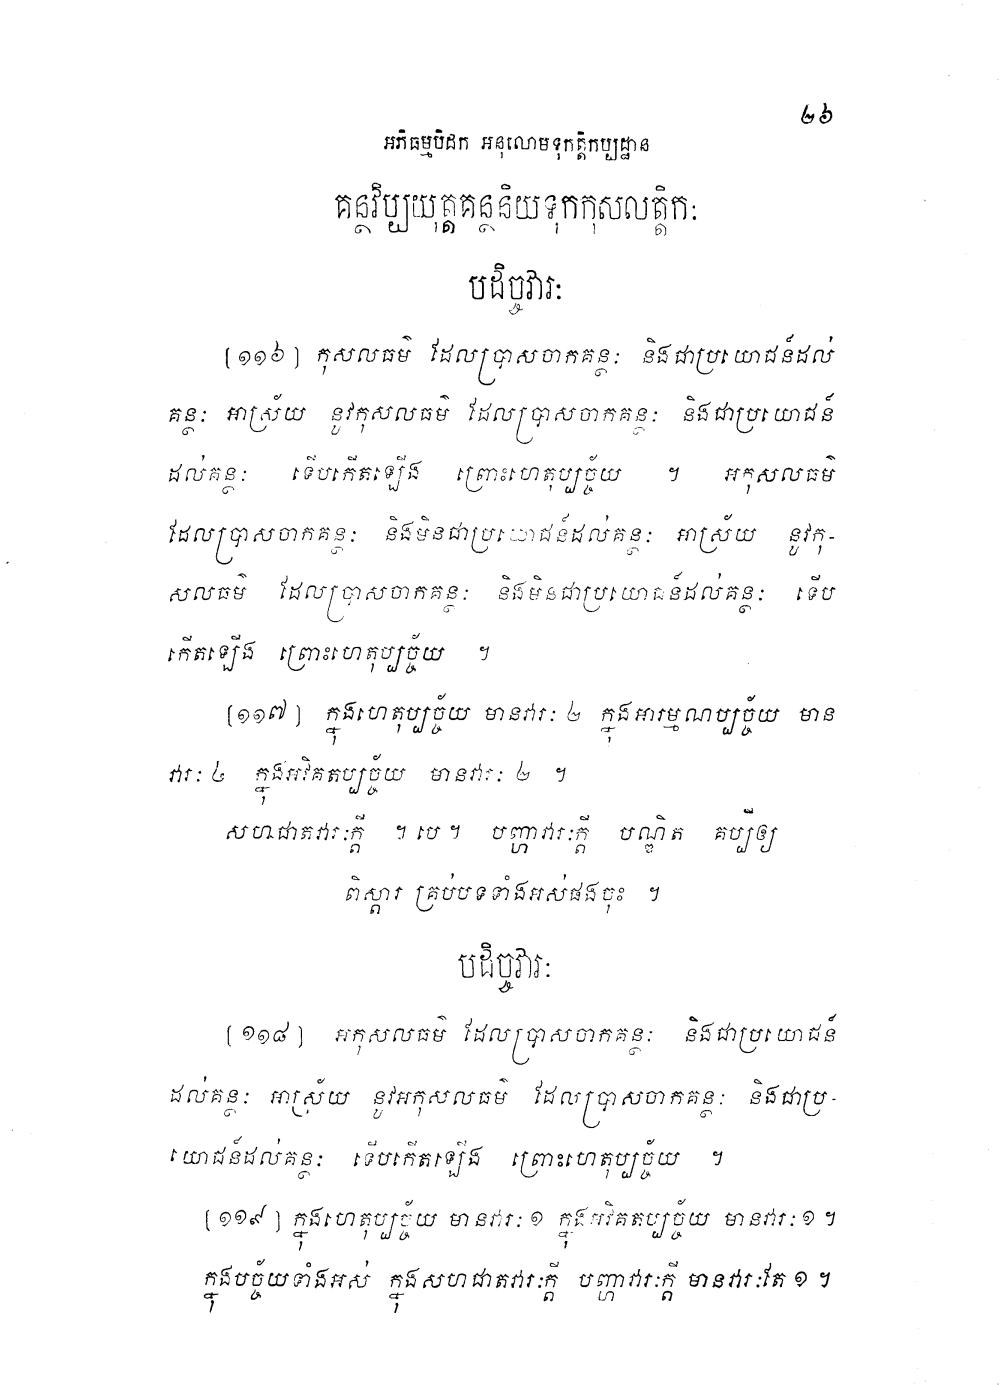 ២៦
អភិធម្មបិដក អនុលោមទុកត្តិកប្បដ្ឋាន
គន្ថវិប្បយុត្តគន្ថនិយទុកកុសលត្តិកៈ
បដិច្ចវារៈ
[១១៦] កុសលធម៌ ដែលប្រាសចាកគន្ថៈ និងជាប្រយោជន៍ដល់
គន្ថៈ អាស្រ័យ នូវកុសលធម៌ ដែលប្រាសចាកគន្ថៈ និងជាប្រយោជន៍
ដល់គន្ថៈ ទើបកើតឡើង ព្រោះហេតុប្បច្ច័យ ។ អកុសលធម៌
ដែលប្រាសចាកគន្ថៈ និងមិនជាប្រយោជន៍ដល់គន្ថៈ អាស្រ័យ នូវកុ-
សលធម៌ ដែលប្រាសចាកគន្ថៈ និងមិនជាប្រយោជន៍ដល់គន្ថៈ ទើប
កើតឡើង ព្រោះហេតុប្បច្ច័យ ។
[១១៧] ក្នុងហេតុប្បច្ច័យ មានវារៈ ២ ក្នុងអារម្មណប្បច្ច័យ មាន
វារៈ ៤ ក្នុងអវិគតប្បច្ច័យ មានវារៈ ២ ។
សហជាតវារៈក្តី ។ បេ ។ បញ្ហាវារៈក្តី បណ្ឌិត គប្បីឲ្យ
ពិស្តារ គ្រប់បទទាំងអស់ផងចុះ ។
បដិច្ចវារៈ
[១១៨] អកុសលធម៌ ដែលប្រាសចាកគន្ថៈ និងជាប្រយោជន៍
ដល់គន្ថៈ អាស្រ័យ នូវអកុសលធម៌ ដែលប្រាសចាកគន្ថៈ និងជាប្រ-
យោជន៍ដល់គន្ថៈ ទើបកើតឡើង ព្រោះហេតុប្បច្ច័យ ។
[១១៩] ក្នុងហេតុប្បច្ច័យ មានវារៈ ១ ក្នុងអវិគតប្បច្ច័យ មានវារៈ ១ ។
ក្នុងបច្ច័យទាំងអស់ ក្នុងសហជាតវារៈក្តី បញ្ហាវារៈក្តី មានវារៈតែ ១ ។